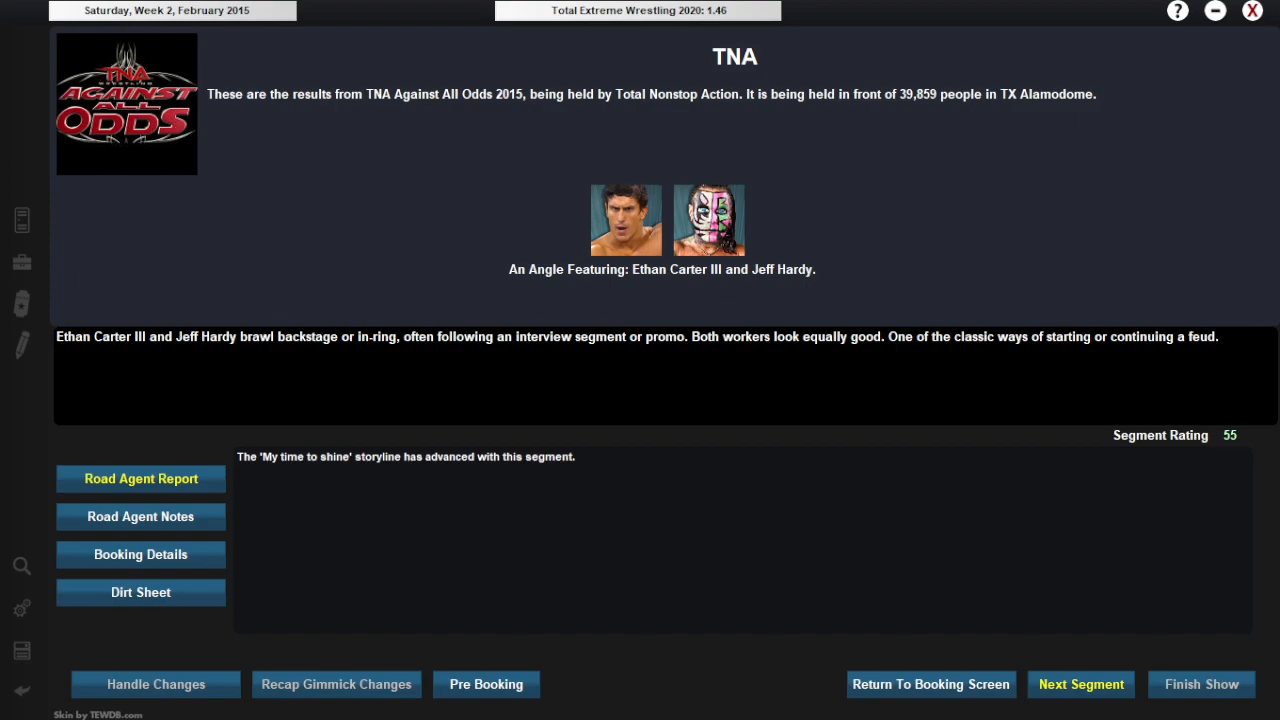 Saturday, Week 2, February 2015
Total Extreme Wrestling 2020: 1.46
?
X
TNA
TNA
WRESTLING
AGAINST
ALL
ODDS
These are the results from TNA Against All Odds 2015, being held by Total Nonstop Action. It is being held in front of 39,859 people in TX Alamodome.
An Angle Featuring: Ethan Carter III and Jeff Hardy.
Ethan Carter III and Jeff Hardy brawl backstage or in-ring, often following an interview segment or promo. Both workers look equally good. One of the classic ways of starting or continuing a feud.
Segment Rating 55
The 'My time to shine' storyline has advanced with this segment.
Road Agent Report
Road Agent Notes
Booking Details
Dirt Sheet
Handle Changes
Recap Gimmick Changes
Pre Booking
Return To Booking Screen
Next Segment
Finish Show
Skin by TEWDB.com